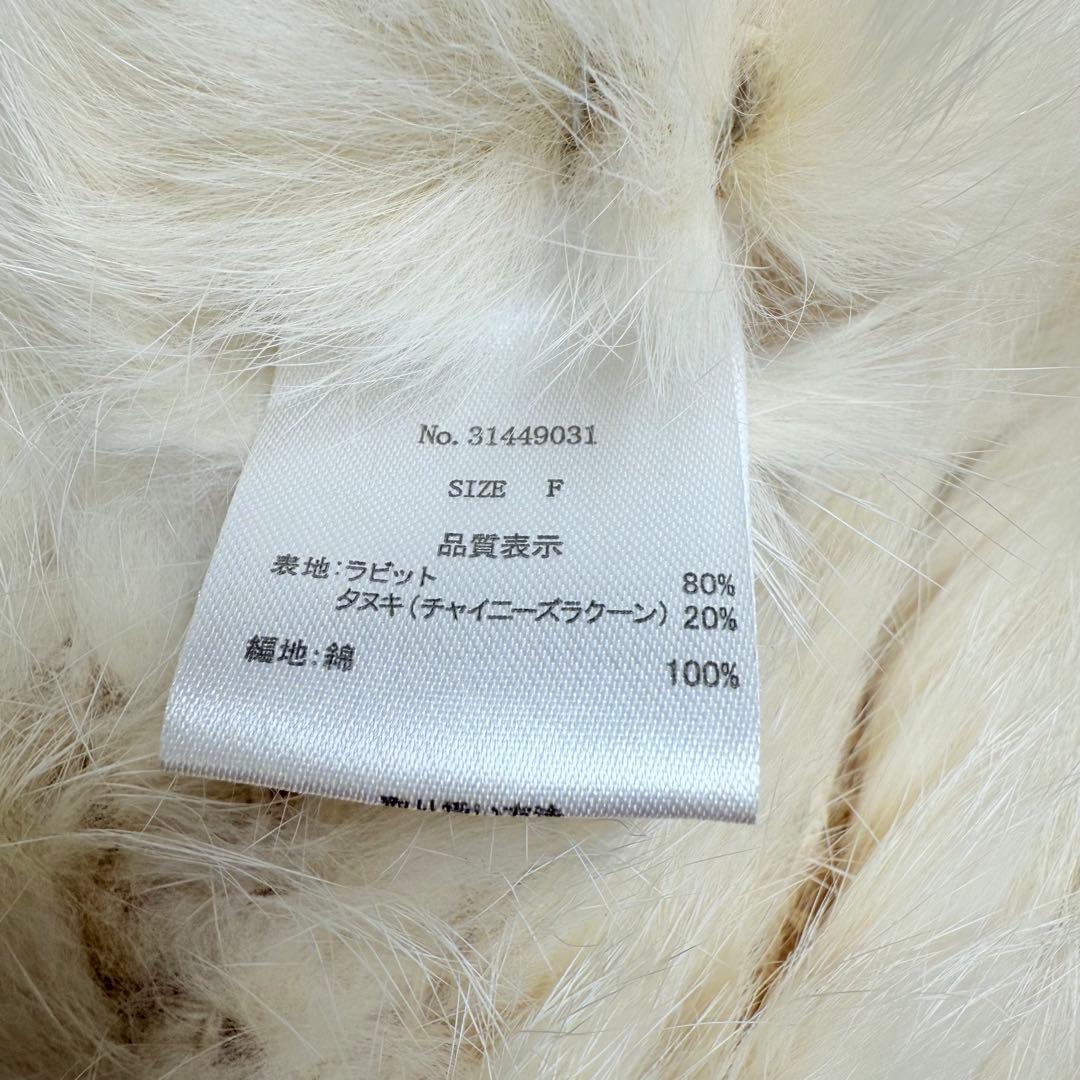 No. 31449031
SIZE F
品質表示
表地:ラビット 80%
タヌキ(チャイニーズラクーン) 20%
編地:綿 100%